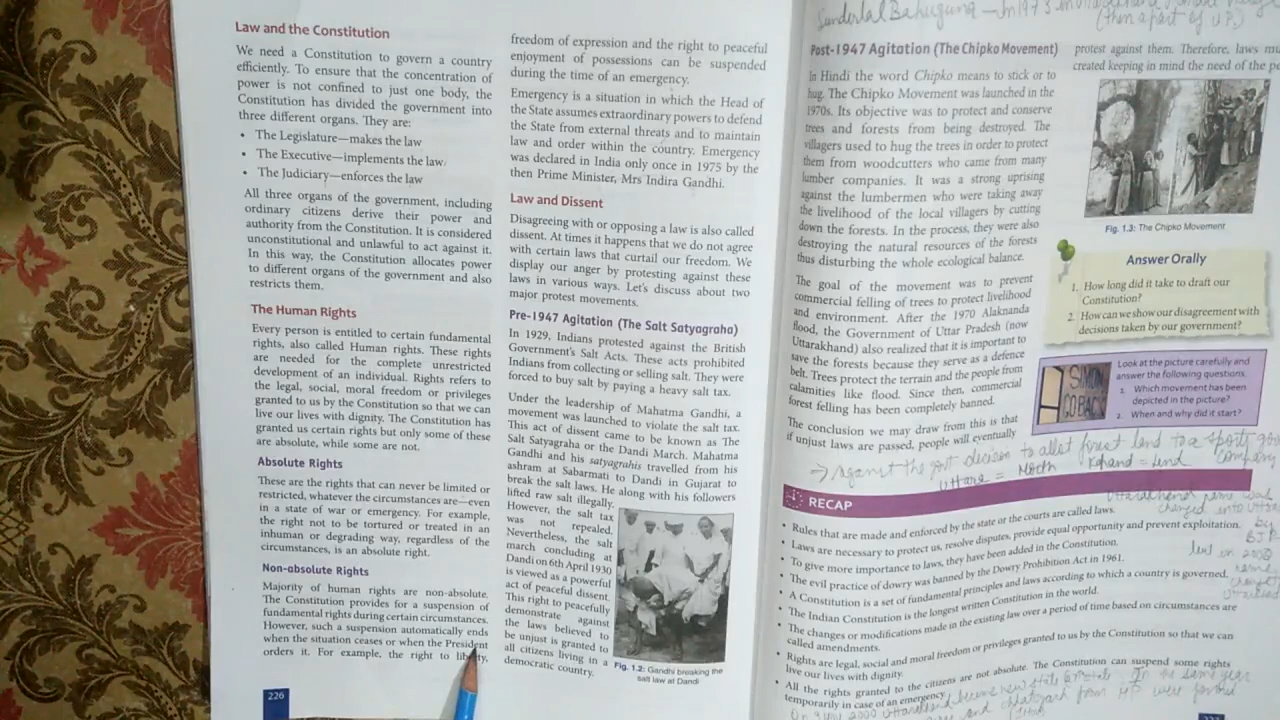 Law and the Constitution
We need a Constitution to govern a country
efficiently. To ensure that the concentration of
power is not confined to just one body, the
Constitution has divided the government into
three different organs. They are:
• The Legislature—makes the law
• The Executive—implements the law
• The Judiciary—enforces the law
All three organs of the government, including
ordinary citizens derive their power and
authority from the Constitution. It is considered
unconstitutional and unlawful to act against it.
In this way, the Constitution allocates power
to different organs of the government and also
restricts them.
The Human Rights
Every person is entitled to certain fundamental
rights, also called Human rights. These rights
are needed for the complete unrestricted
development of an individual. Rights refers to
the legal, social, moral freedom or privileges
granted to us by the Constitution so that we can
live our lives with dignity. The Constitution has
granted us certain rights but only some of these
are absolute, while some are not.
Absolute Rights
These are the rights that can never be limited or
restricted, whatever the circumstances are—even
in a state of war or emergency. For example,
the right not to be tortured or treated in an
inhuman or degrading way, regardless of the
circumstances, is an absolute right.
Non-absolute Rights
Majority of human rights are non-absolute.
The Constitution provides for a suspension of
fundamental rights during certain circumstances.
However, such a suspension automatically ends
when the situation ceases or when the President
orders it. For example, the right to liberty,
226
freedom of expression and the right to peaceful
enjoyment of possessions can be suspended
during the time of an emergency.
Emergency is a situation in which the Head of
the State assumes extraordinary powers to defend
the State from external threats and to maintain
law and order within the country. Emergency
was declared in India only once in 1975 by the
then Prime Minister, Mrs Indira Gandhi.
Law and Dissent
Disagreeing with or opposing a law is also called
dissent. At times it happens that we do not agree
with certain laws that curtail our freedom. We
display our anger by protesting against these
laws in various ways. Let's discuss about two
major protest movements.
Pre-1947 Agitation (The Salt Satyagraha)
In 1929, Indians protested against the British
Government's Salt Acts. These acts prohibited
Indians from collecting or selling salt. They were
forced to buy salt by paying a heavy salt tax.
Under the leadership of Mahatma Gandhi, a
movement was launched to violate the salt tax.
This act of dissent came to be known as The
Salt Satyagraha or the Dandi March. Mahatma
Gandhi and his satyagrahis travelled from his
ashram at Sabarmati to Dandi in Gujarat to
break the salt laws. He along with his followers
lifted raw salt illegally.
However, the salt tax
was not repealed.
Nevertheless, the salt
march concluding at
Dandi on 6th April 1930
is viewed as a powerful
act of peaceful dissent.
This right to peacefully
demonstrate against
the laws believed to
be unjust is granted to
all citizens living in a
democratic country.
Fig. 1.2: Gandhi breaking the
salt law at Dandi
Sunderlal Bahuguna — In 1973 in
(then a part of U.P.)
Post-1947 Agitation (The Chipko Movement)
In Hindi the word Chipko means to stick or to
hug. The Chipko Movement was launched in the
1970s. Its objective was to protect and conserve
trees and forests from being destroyed. The
villagers used to hug the trees in order to protect
them from woodcutters who came from many
lumber companies. It was a strong uprising
against the lumbermen who were taking away
the livelihood of the local villagers by cutting
down the forests. In the process, they were also
destroying the natural resources of the forests
thus disturbing the whole ecological balance.
The goal of the movement was to prevent
commercial felling of trees to protect livelihood
and environment. After the 1970 Alaknanda
flood, the Government of Uttar Pradesh (now
Uttarakhand) also realized that it is important to
save the forests because they serve as a defence
belt. Trees protect the terrain and the people from
calamities like flood. Since then, commercial
forest felling has been completely banned.
The conclusion we may draw from this is that
if unjust laws are passed, people will eventually
protest against them. Therefore, laws
created keeping in mind the need of the
Fig. 1.3: The Chipko Movement
Answer Orally
1. How long did it take to draft our
Constitution?
2. How can we show our disagreement with
decisions taken by our government?
SIMON
GO BACK
Look at the picture carefully and
answer the following questions.
1. Which movement has been
depicted in the picture?
2. When and why did it start?
→ Against the govt decision to allot forest land to a sports
company
Uttara = North Khand = Land
RECAP
• Rules that are made and enforced by the state or the courts are called laws.
• Laws are necessary to protect us, resolve disputes, provide equal opportunity and prevent exploitation.
• To give more importance to laws, they have been added in the Constitution.
• The evil practice of dowry was banned by the Dowry Prohibition Act in 1961.
• A Constitution is a set of fundamental principles and laws according to which a country is governed.
• The Indian Constitution is the longest written Constitution in the world.
• The changes or modifications made in the existing law over a period of time based on circumstances are
called amendments.
• Rights are legal, social and moral freedom or privileges granted to us by the Constitution so that we can
live our lives with dignity.
• All the rights granted to the citizens are not absolute. The Constitution can suspend some rights
temporarily in case of an emergency.